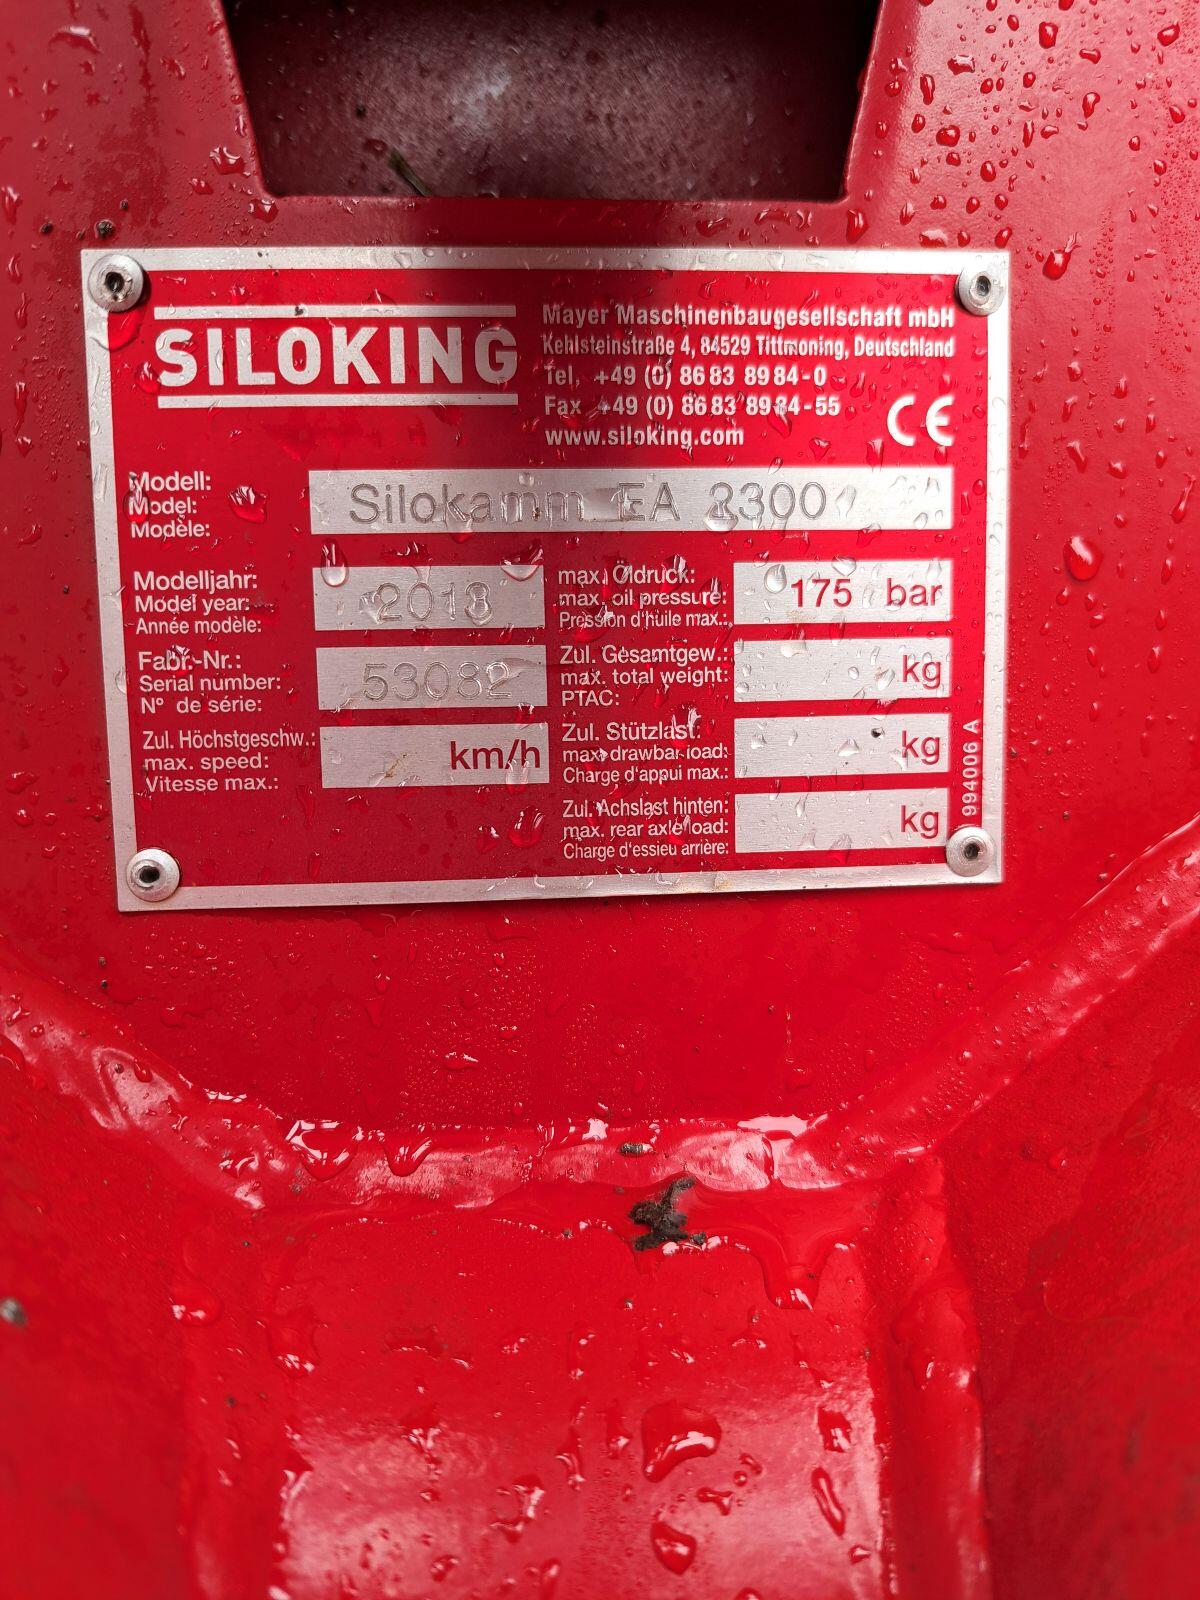 SILOKING
Mayer Maschinenbaugesellschaft mbH
Kehlsteinstraße 4, 84529 Tittmoning, Deutschland
Tel. +49 (0) 86 83 89 84-0
Fax +49 (0) 86 83 89 84-55
www.siloking.com
CE
Modell:
Model:
Modèle:
Silokamm EA 2300
Modelljahr:
Model year:
Année modèle:
2018
max. Öldruck:
max. oil pressure:
Pression d'huile max.:
175 bar
Fabr.-Nr.:
Serial number:
N° de série:
53082
Zul. Gesamtgew.:
max. total weight:
PTAC:
kg
Zul. Höchstgeschw.:
max. speed:
Vitesse max.:
km/h
Zul. Stützlast:
max drawbar load:
Charge d'appui max.:
kg
Zul. Achslast hinten:
max. rear axle load:
Charge d'essieu arrière:
kg
994006 A